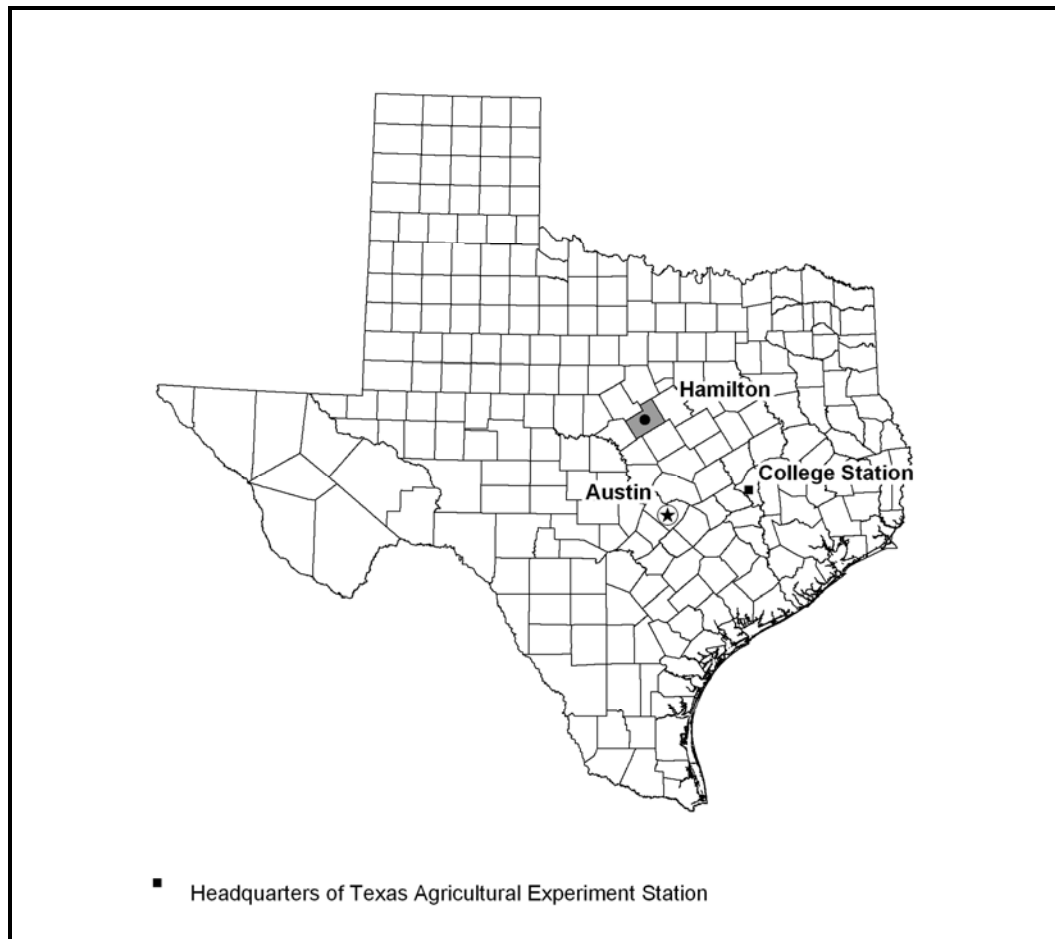 Hamilton
College Station
Austin
Headquarters of Texas Agricultural Experiment Station